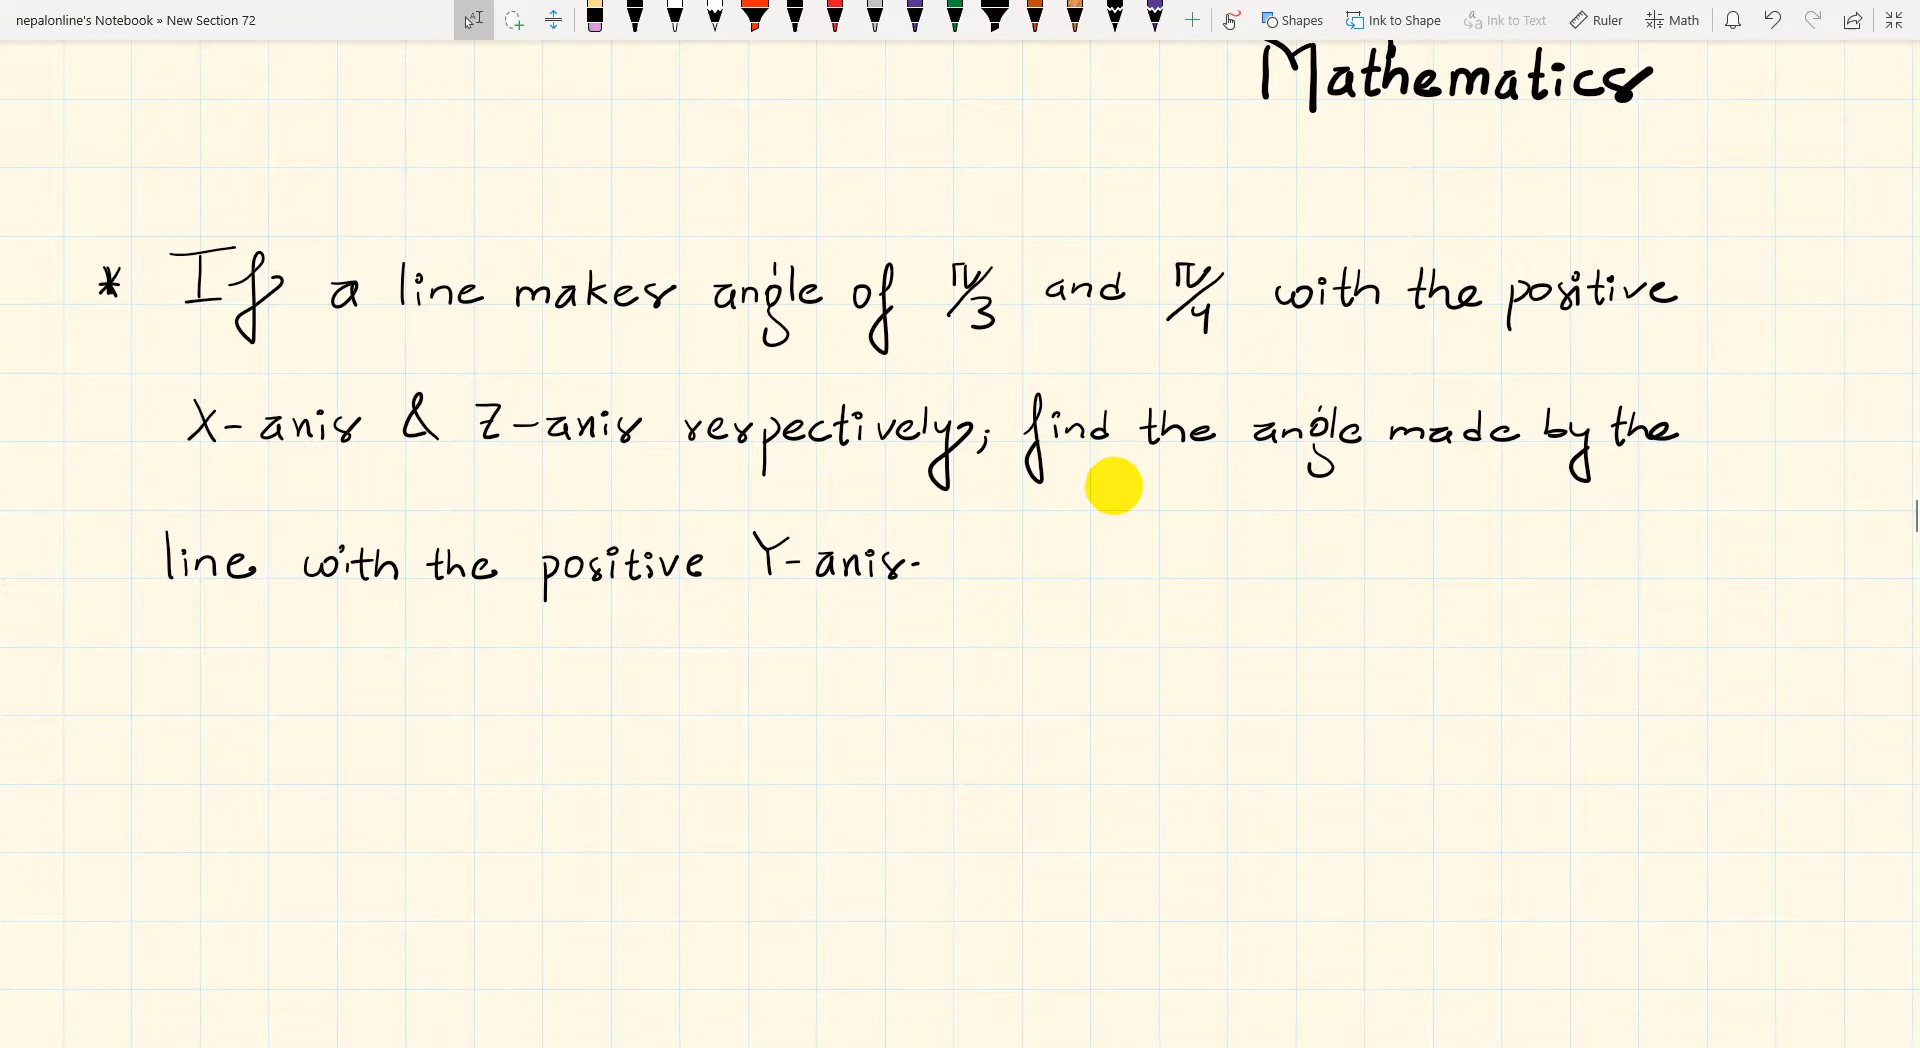 nepalonline's Notebook » New Section 72 Shapes Ink to Shape Ink to Text Ruler Math
Mathematics
* If a line makes angle of π/3 and π/4 with the positive
X-axis & Z-axis respectively; find the angle made by the
line with the positive Y-axis.